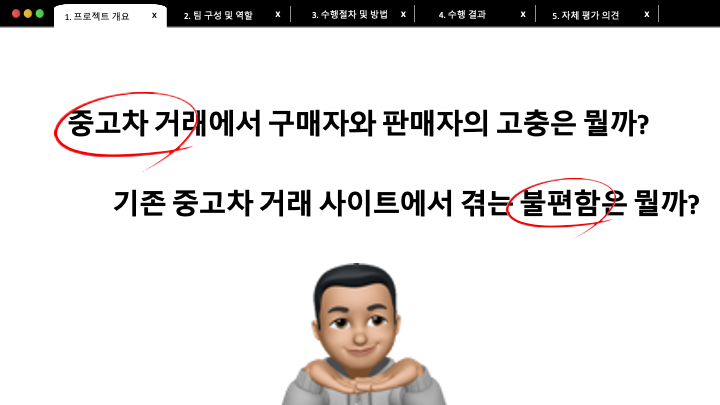 1. 프로젝트 개요 x 2. 팀 구성 및 역할 x 3. 수행절차 및 방법 x 4. 수행 결과 x 5. 자체 평가 의견 x
중고차 거래에서 구매자와 판매자의 고충은 뭘까?
기존 중고차 거래 사이트에서 겪는 불편함은 뭘까?